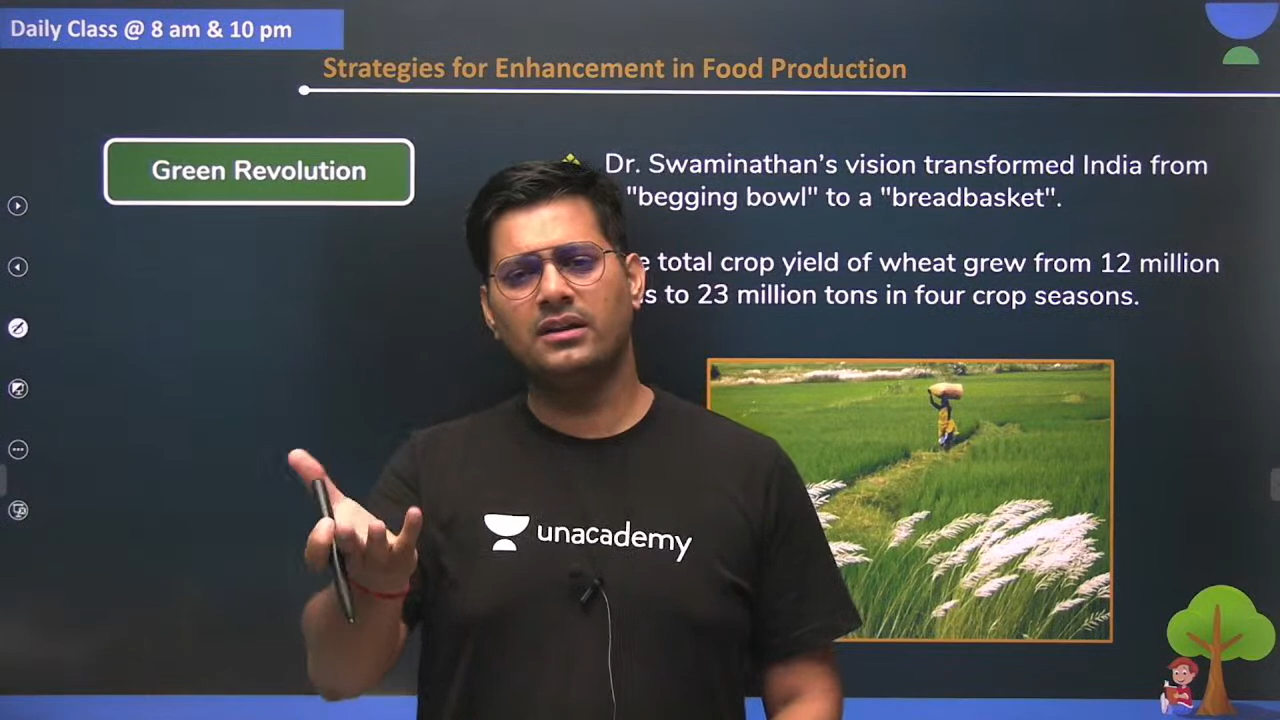 Daily Class @ 8 am & 10 pm
Strategies for Enhancement in Food Production
Green Revolution
Dr. Swaminathan's vision transformed India from
"begging bowl" to a "breadbasket".
total crop yield of wheat grew from 12 million
to 23 million tons in four crop seasons.
unacademy